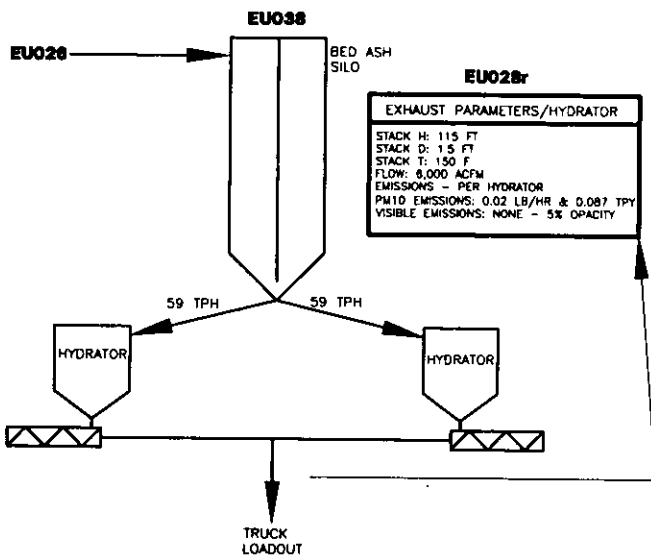 EU038
EU026
BED ASH
SILO
EU028r
EXHAUST PARAMETERS/HYDRATOR
STACK H: 115 FT
STACK D: 1.5 FT
STACK T: 150 F
FLOW: 6,000 ACFM
EMISSIONS - PER HYDRATOR
PM10 EMISSIONS: 0.02 LB/HR & 0.087 TPY
VISIBLE EMISSIONS: NONE - 5% OPACITY
59 TPH
59 TPH
HYDRATOR
HYDRATOR
TRUCK
LOADOUT